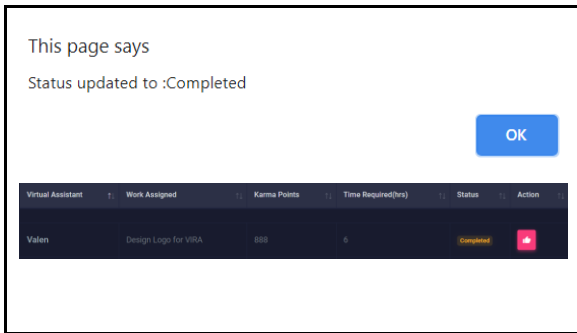 This page says
Status updated to :Completed
OK
Virtual Assistant Work Assigned Karma Points Time Required(hrs) Status Action
Valen Design Logo for VIRA 888 6 Completed